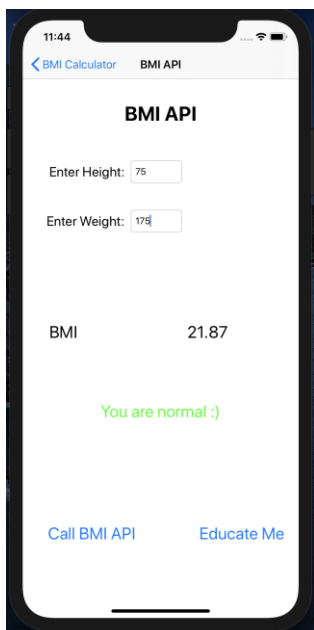 11:44
BMI Calculator BMI API
BMI API
Enter Height: 75
Enter Weight: 175
BMI 21.87
You are normal :)
Call BMI API Educate Me